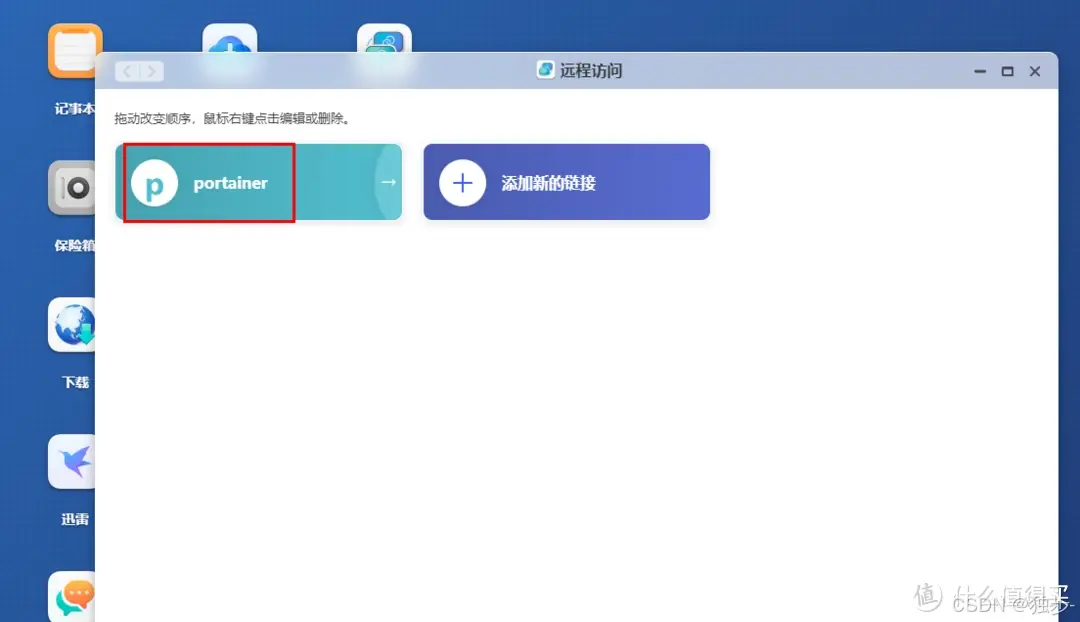 远程访问
拖动改变顺序，鼠标右键点击编辑或删除。
p
portainer
→
添加新的链接
记事本
保险箱
下载
迅雷
值 什么值得买
CSDN @独步-